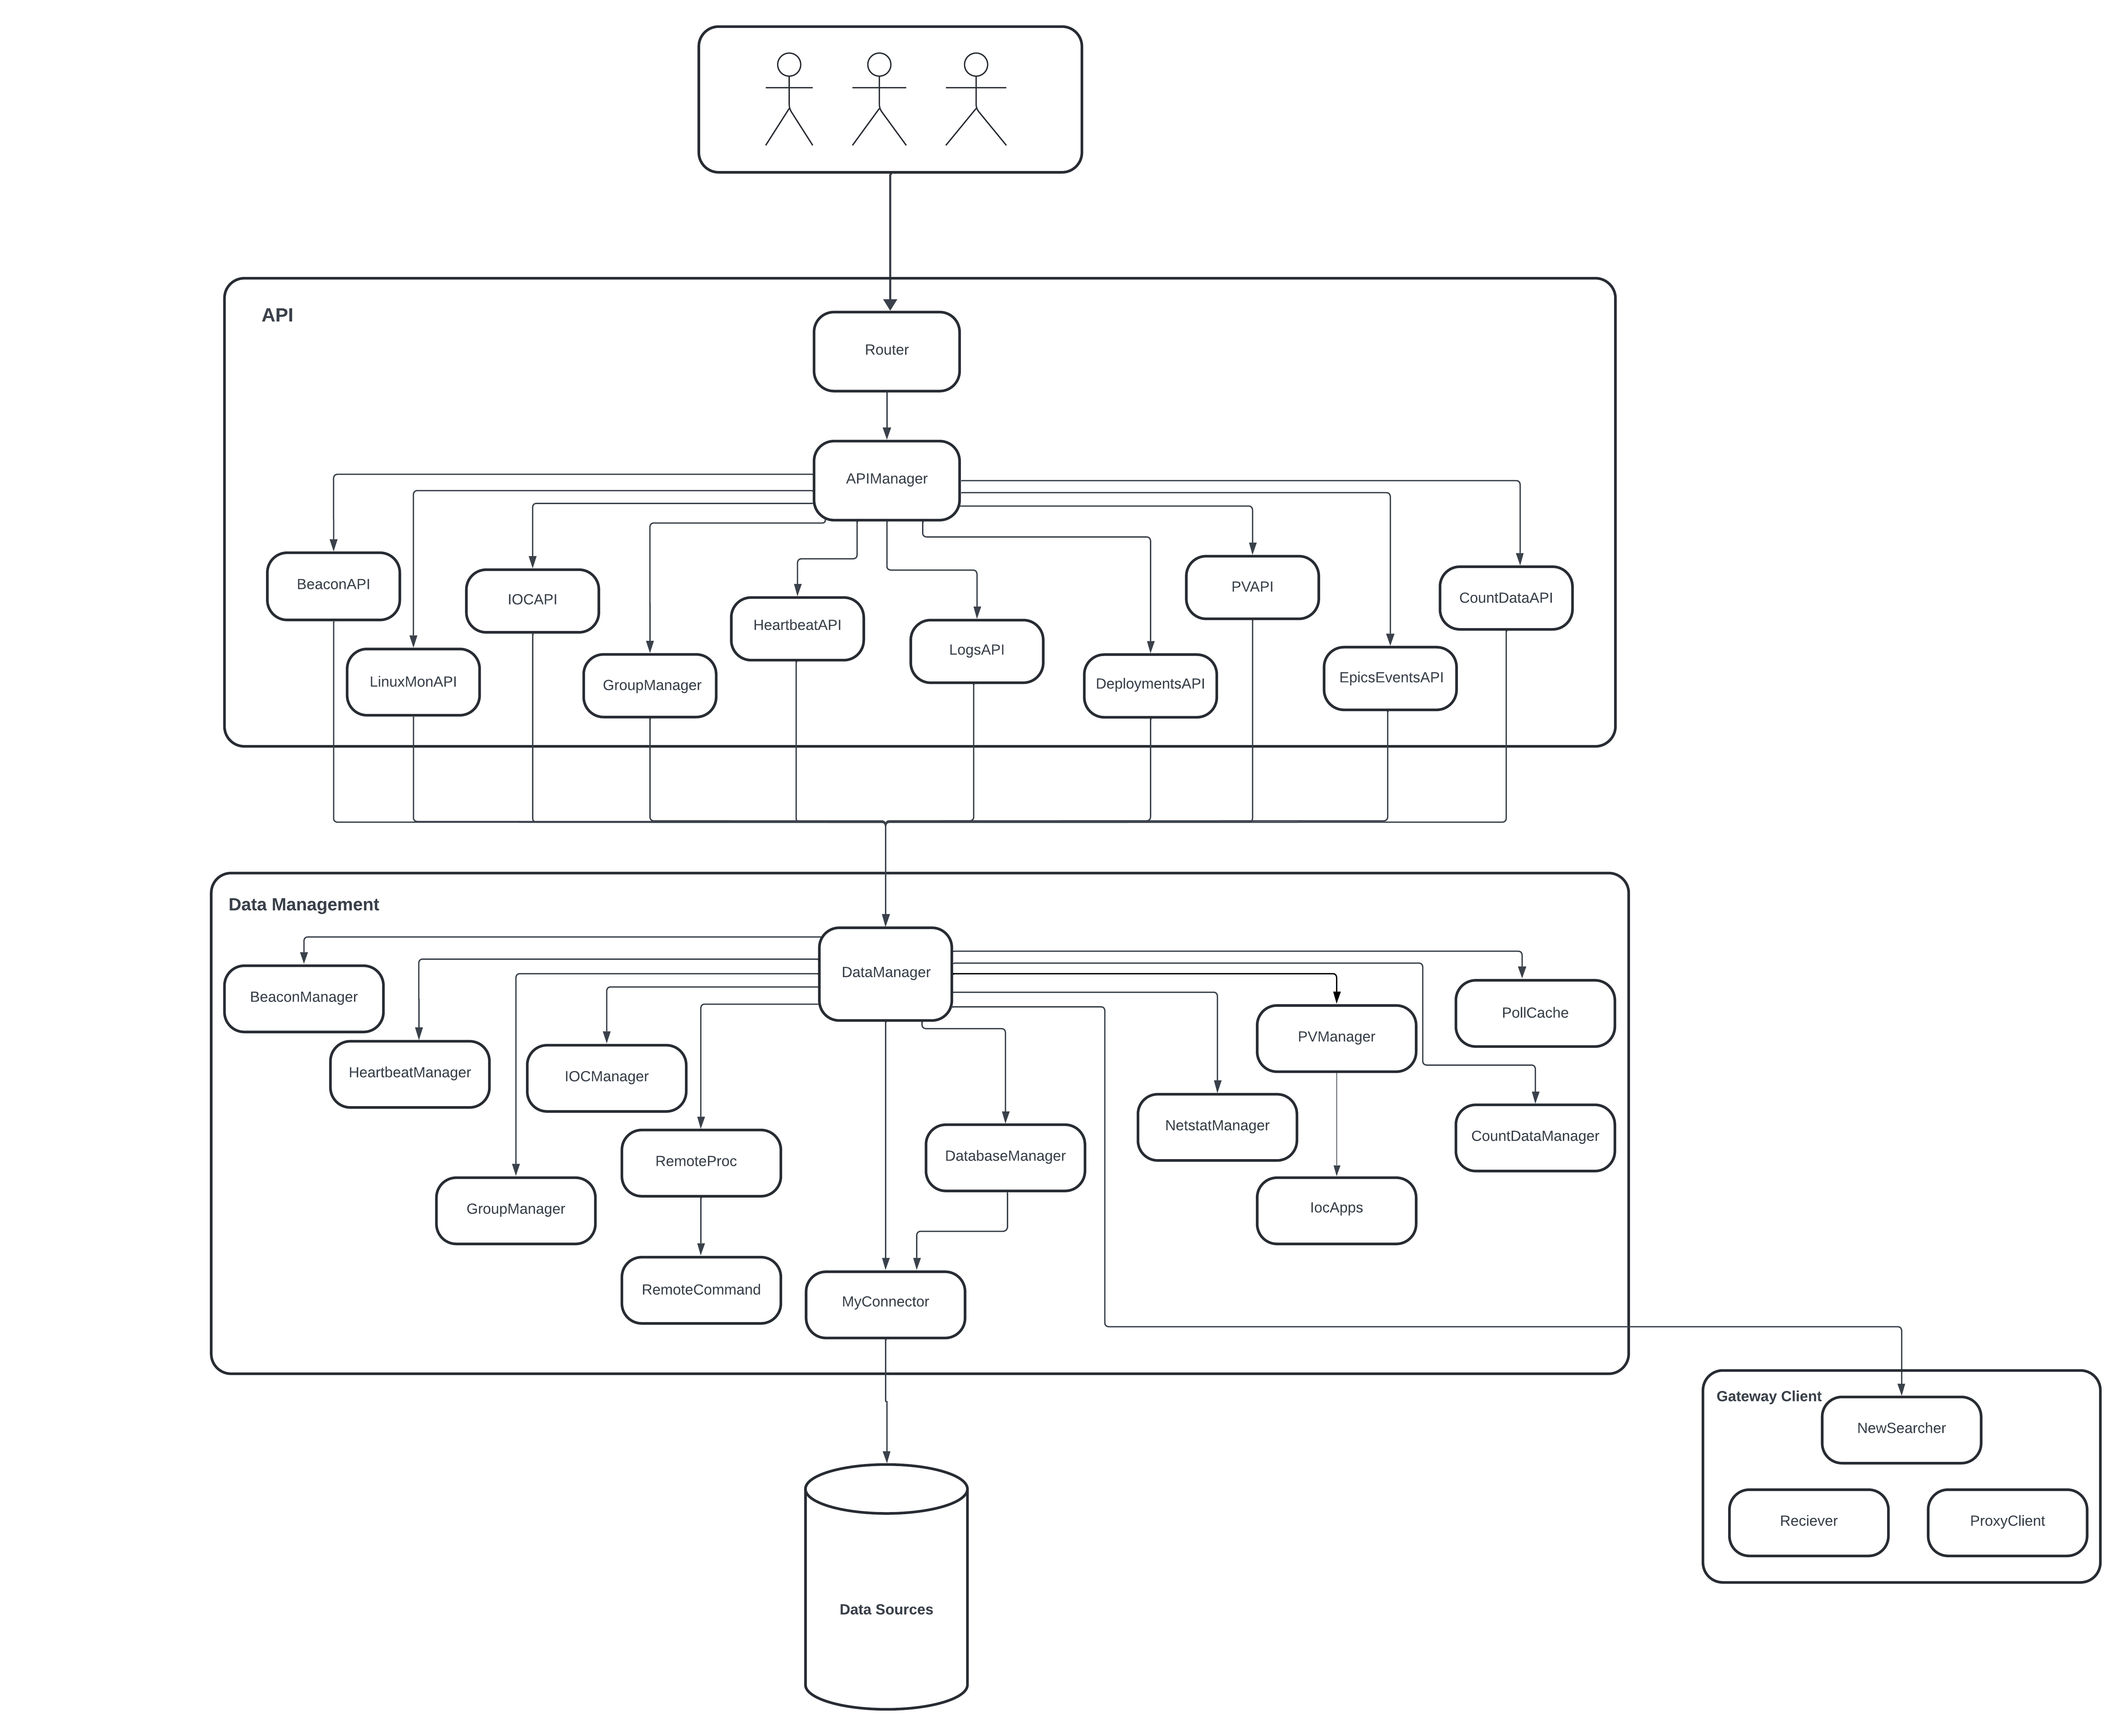 API
Router
APIManager
BeaconAPI
IOCAPI
PVAPI
CountDataAPI
HeartbeatAPI
LogsAPI
LinuxMonAPI
GroupManager
DeploymentsAPI
EpicsEventsAPI
Data Management
DataManager
BeaconManager
PollCache
PVManager
HeartbeatManager
IOCManager
NetstatManager
CountDataManager
RemoteProc
DatabaseManager
GroupManager
IocApps
RemoteCommand
MyConnector
Gateway Client
NewSearcher
Reciever
ProxyClient
Data Sources